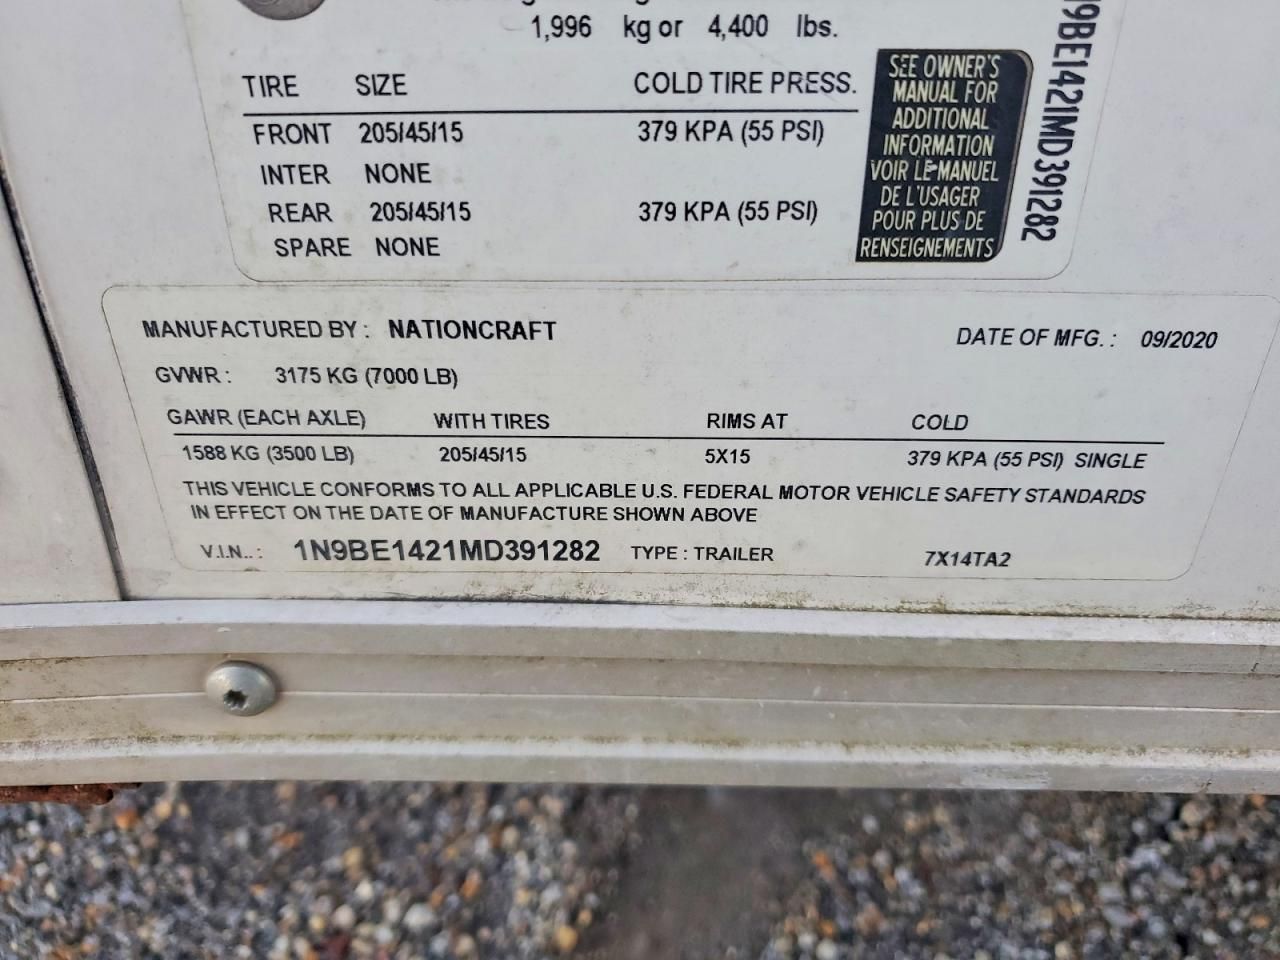 1,996 kg or 4,400 lbs.
TIRE SIZE COLD TIRE PRESS.
FRONT 205/45/15 379 KPA (55 PSI)
INTER NONE
REAR 205/45/15 379 KPA (55 PSI)
SPARE NONE
SEE OWNER'S
MANUAL FOR
ADDITIONAL
INFORMATION
VOIR LE MANUEL
DE L'USAGER
POUR PLUS DE
RENSEIGNEMENTS
N9BE1421MD391282
MANUFACTURED BY : NATIONCRAFT DATE OF MFG. : 09/2020
GVWR : 3175 KG (7000 LB)
GAWR (EACH AXLE) WITH TIRES RIMS AT COLD
1588 KG (3500 LB) 205/45/15 5X15 379 KPA (55 PSI) SINGLE
THIS VEHICLE CONFORMS TO ALL APPLICABLE U.S. FEDERAL MOTOR VEHICLE SAFETY STANDARDS
IN EFFECT ON THE DATE OF MANUFACTURE SHOWN ABOVE
V.I.N.. : 1N9BE1421MD391282 TYPE : TRAILER 7X14TA2